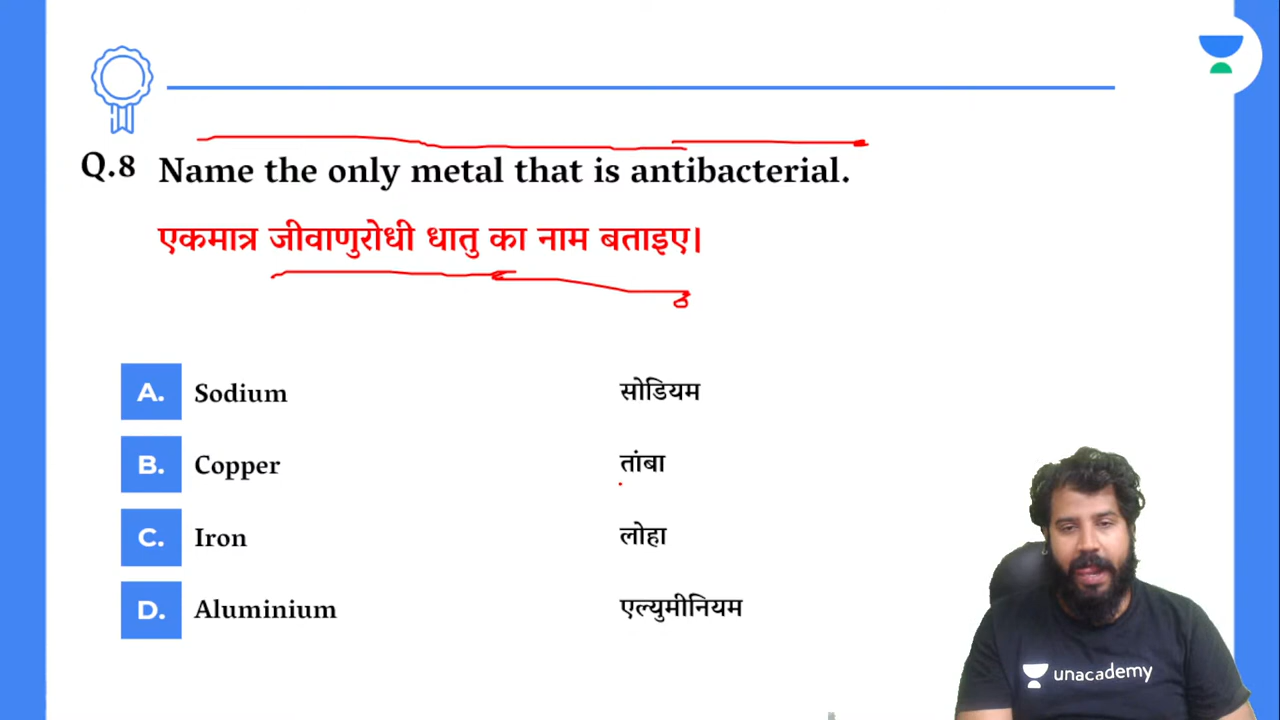 Q.8 Name the only metal that is antibacterial.
एकमात्र जीवाणुरोधी धातु का नाम बताइए।
A. Sodium सोडियम
B. Copper तांबा
C. Iron लोहा
D. Aluminium एल्युमीनियम
unacademy